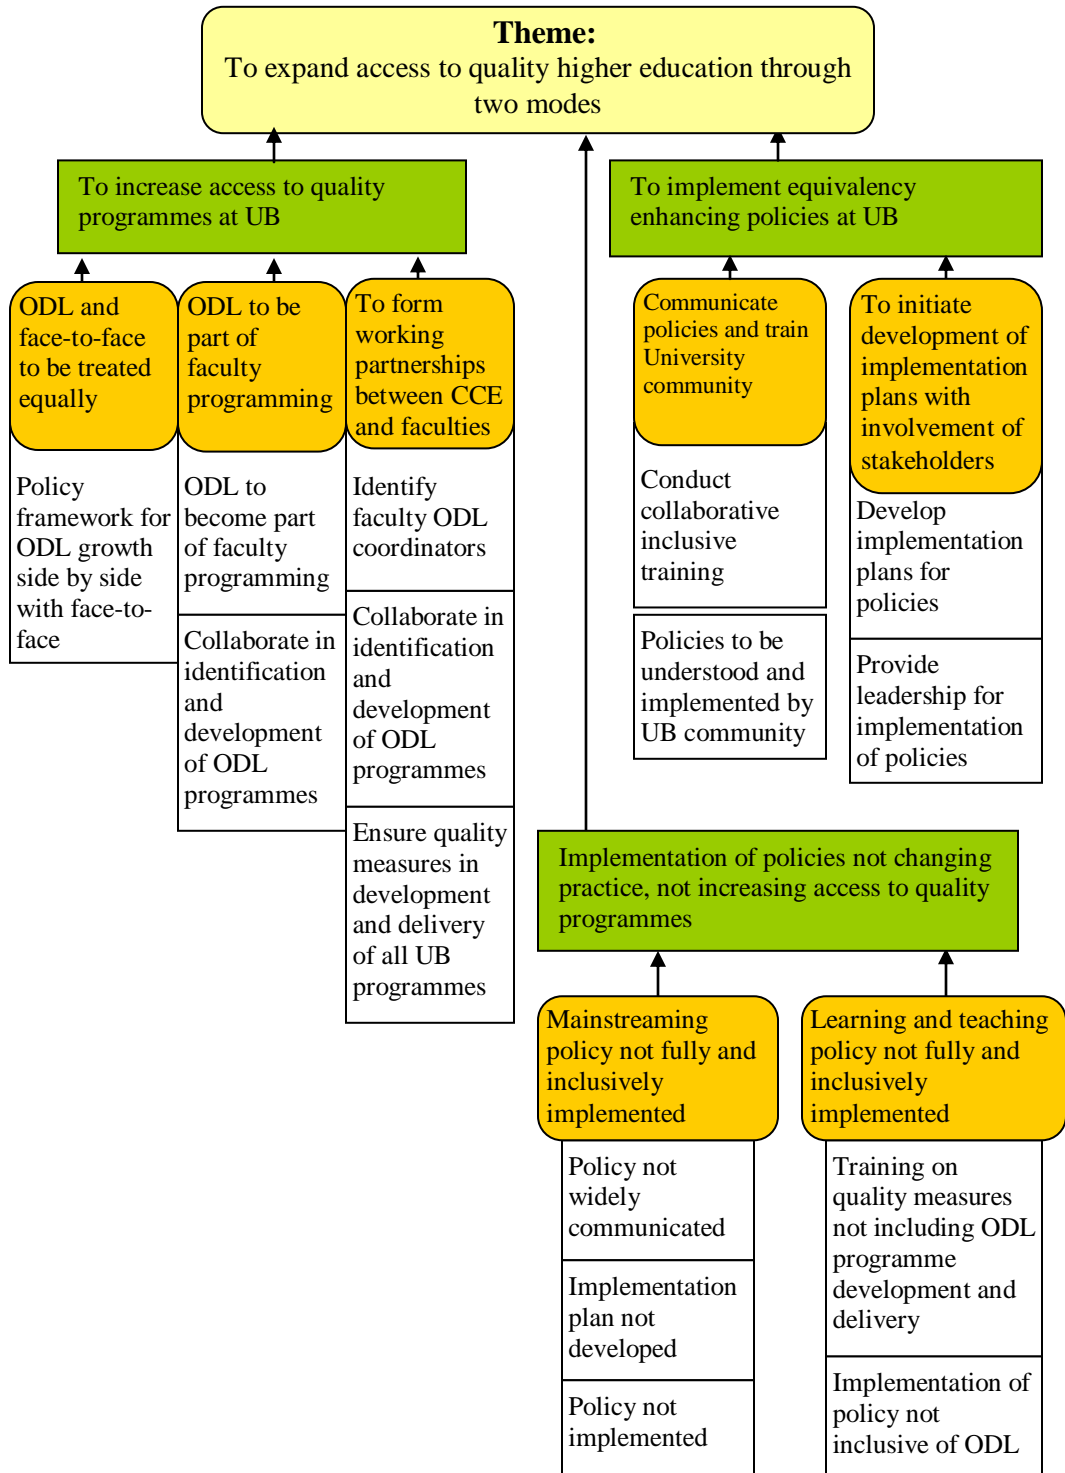 Theme:
To expand access to quality higher education through
two modes
To increase access to quality
programmes at UB
To implement equivalency
enhancing policies at UB
ODL and
face-to-face
to be treated
equally
Policy
framework for
ODL growth
side by side
with face-to-
face
ODL to be
part of
faculty
programming
ODL to
become part
of faculty
programming
Collaborate in
identification
and
development
of ODL
programmes
To form
working
partnerships
between CCE
and faculties
Identify
faculty ODL
coordinators
Collaborate in
identification
and
development
of ODL
programmes
Ensure quality
measures in
development
and delivery
of all UB
programmes
Communicate
policies and train
University
community
Conduct
collaborative
inclusive
training
Policies to be
understood and
implemented by
UB community
To initiate
development of
implementation
plans with
involvement of
stakeholders
Develop
implementation
plans for
policies
Provide
leadership for
implementation
of policies
Implementation of policies not changing
practice, not increasing access to quality
programmes
Mainstreaming
policy not fully and
inclusively
implemented
Policy not
widely
communicated
Implementation
plan not
developed
Policy not
implemented
Learning and teaching
policy not fully and
inclusively
implemented
Training on
quality measures
not including ODL
programme
development and
delivery
Implementation of
policy not
inclusive of ODL